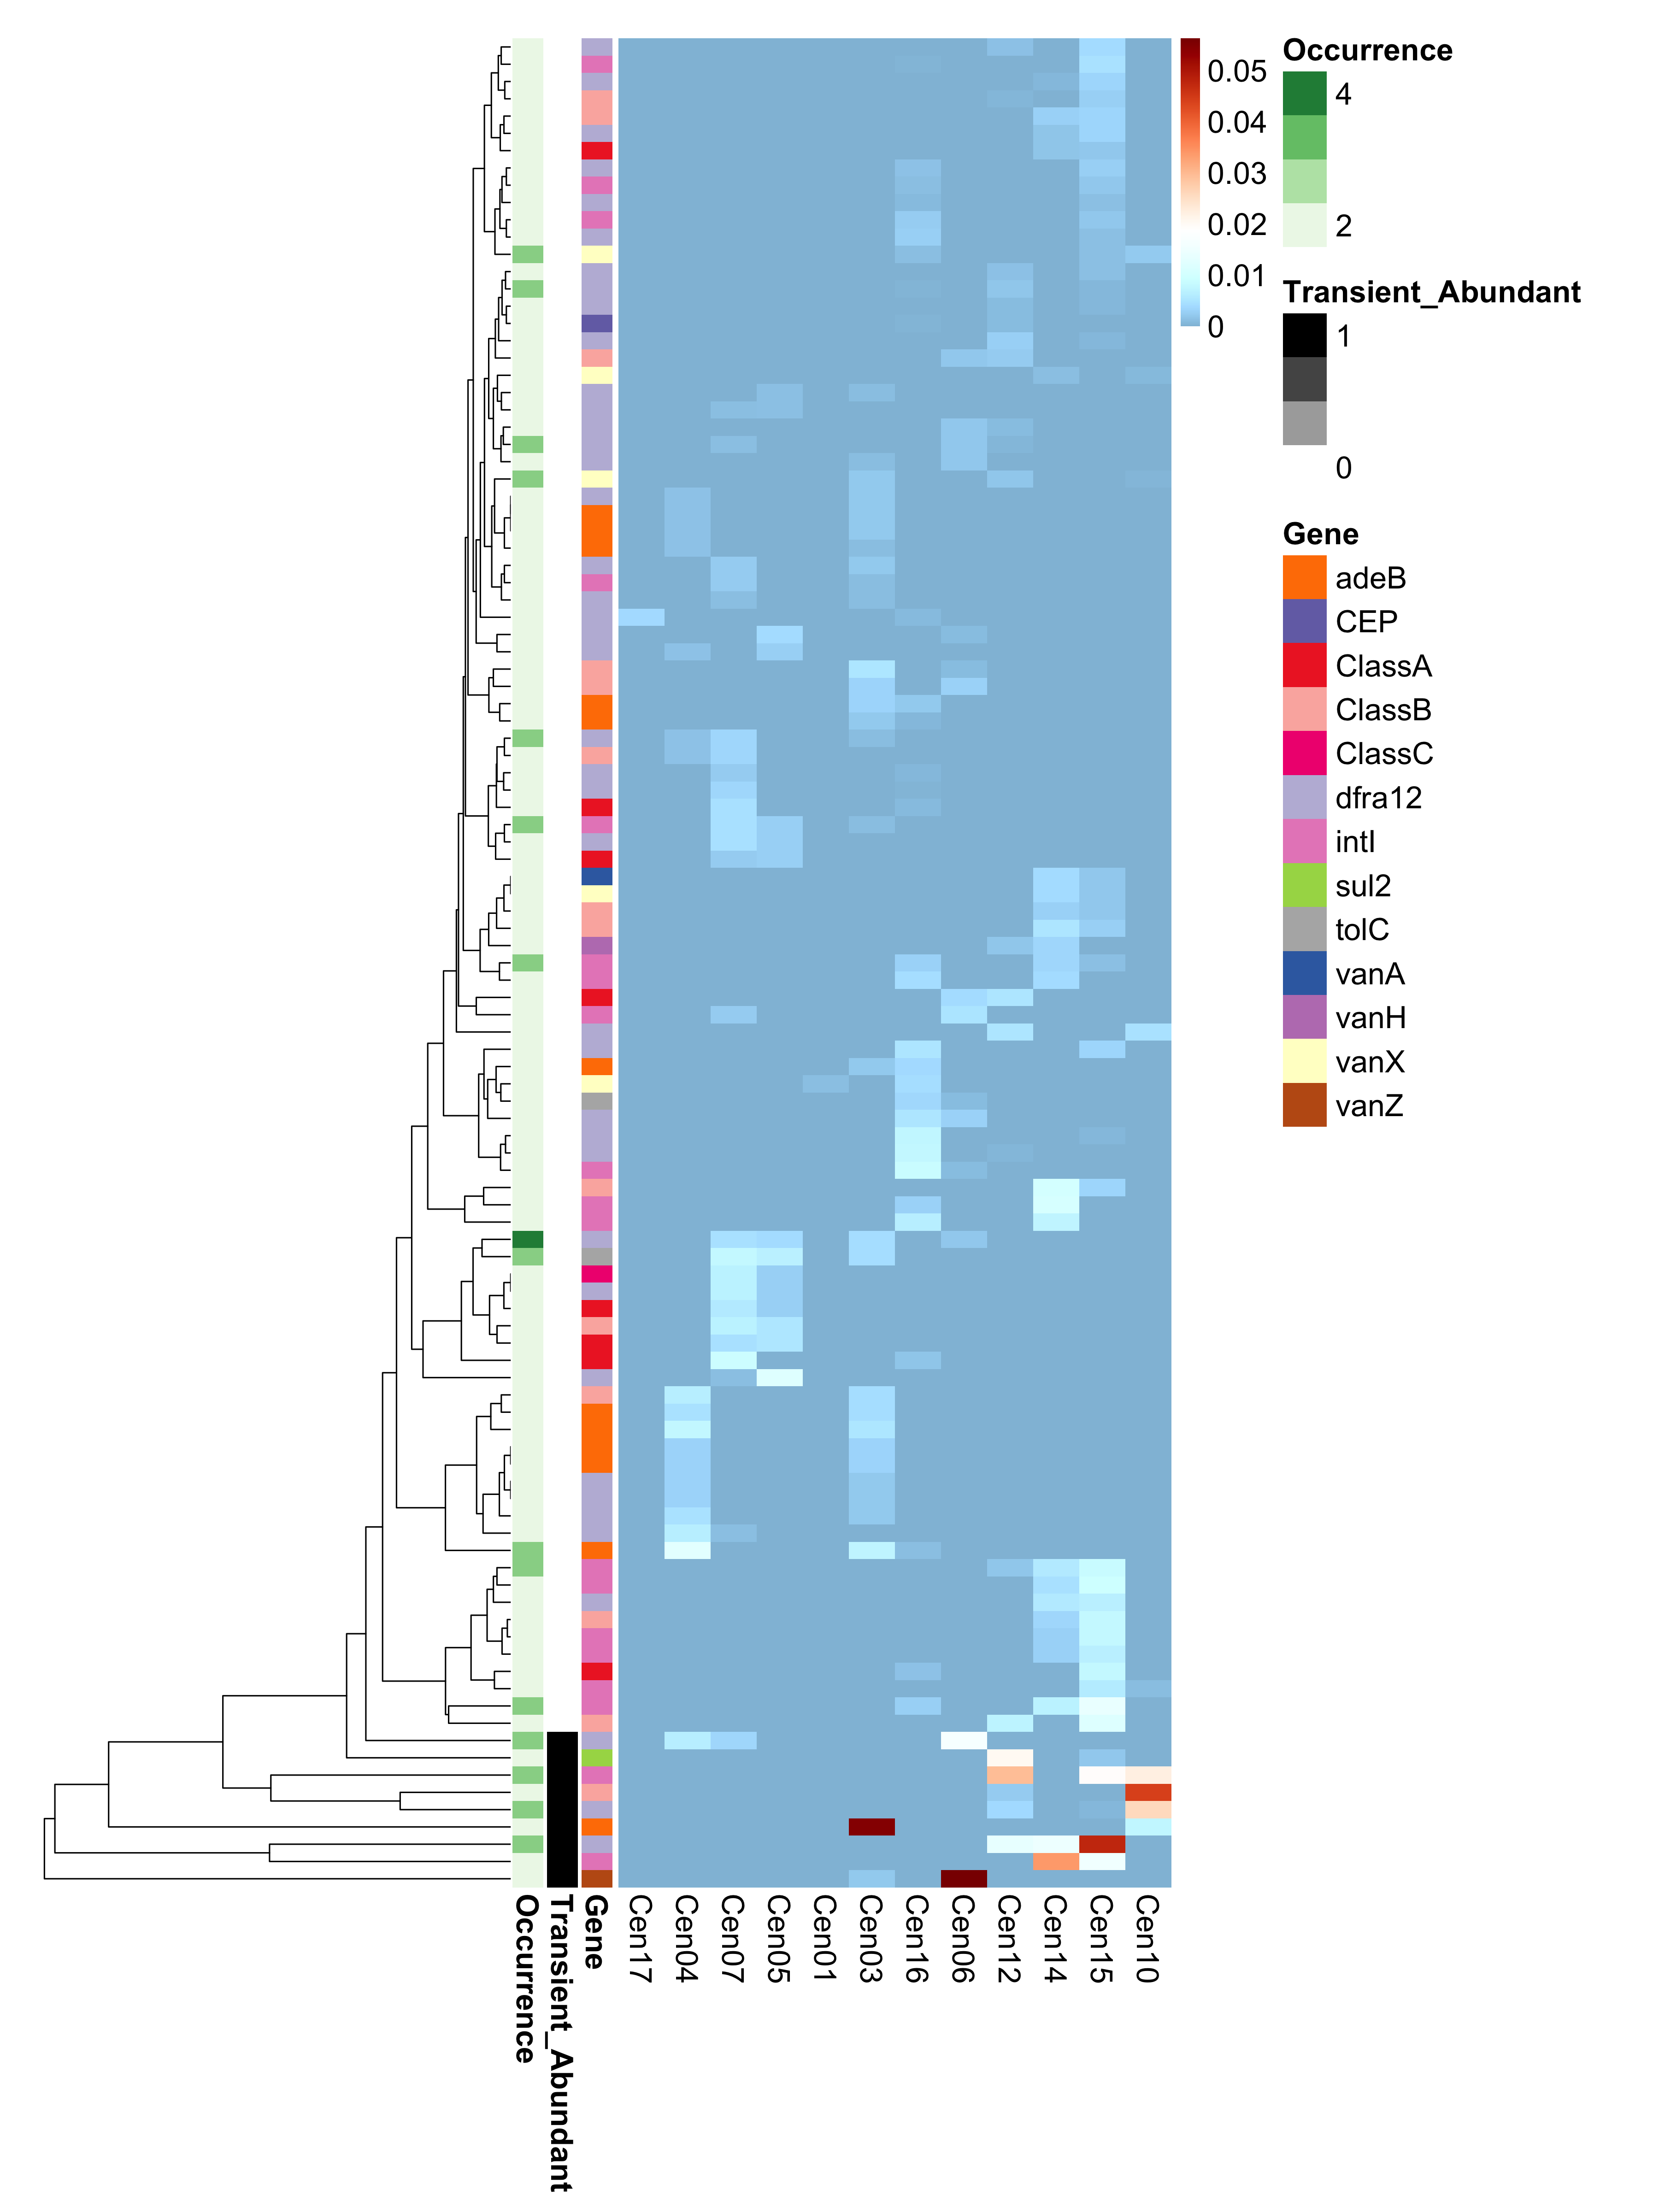 0.05
0.04
0.03
0.02
0.01
0
Occurrence
4
2
Transient_Abundant
1
0
Gene
adeB
CEP
ClassA
ClassB
ClassC
dfra12
intI
sul2
tolC
vanA
vanH
vanX
vanZ
Occurrence
Transient_Abundant
Gene
Cen17
Cen04
Cen07
Cen05
Cen01
Cen03
Cen16
Cen06
Cen12
Cen14
Cen15
Cen10